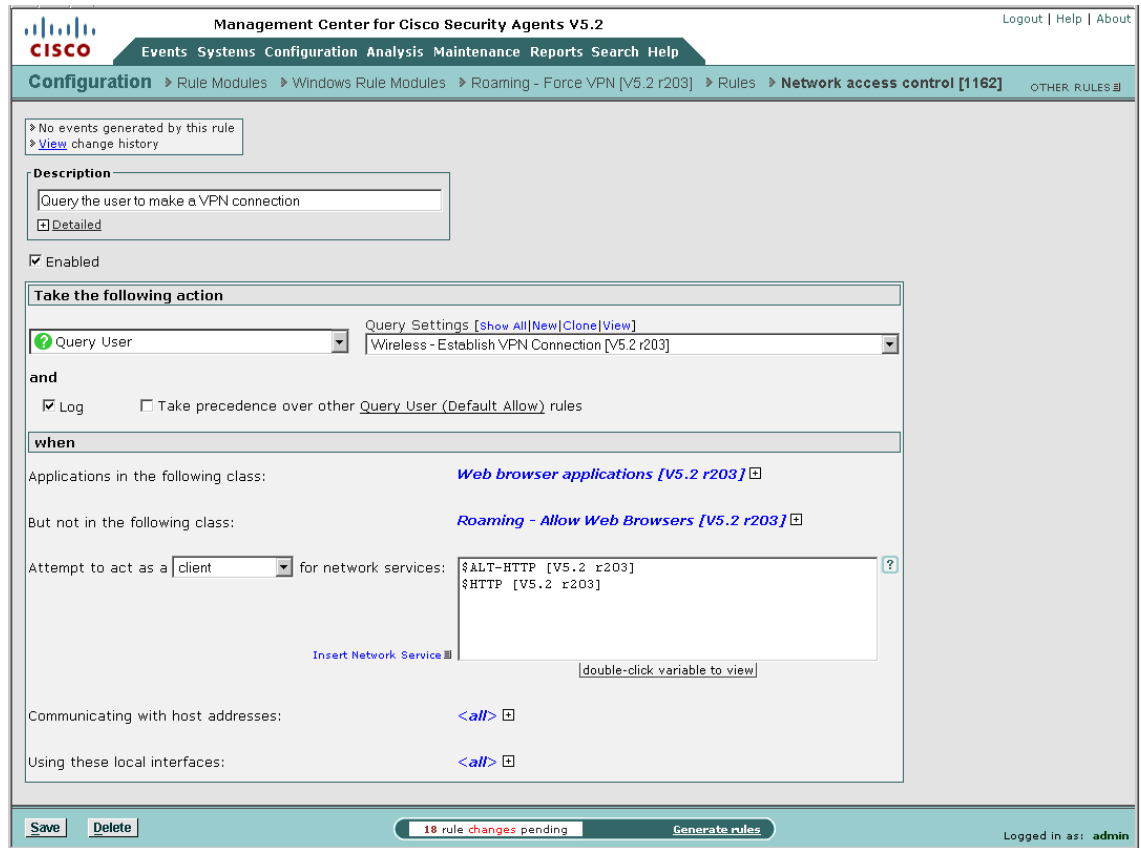 Management Center for Cisco Security Agents V5.2
Logout | Help | About
CISCO
Events Systems Configuration Analysis Maintenance Reports Search Help
Configuration Rule Modules Windows Rule Modules Roaming - Force VPN [V5.2 r203] Rules Network access control [1162] OTHER RULES
No events generated by this rule
View change history
Description
Query the user to make a VPN connection
Detailed
Enabled
Take the following action
Query Settings [Show All|New|Clone|View]
Query User
Wireless - Establish VPN Connection [V5.2 r203]
and
Log Take precedence over other Query User (Default Allow) rules
when
Applications in the following class: Web browser applications [V5.2 r203]
But not in the following class: Roaming - Allow Web Browsers [V5.2 r203]
Attempt to act as a client for network services: $ALT-HTTP [V5.2 r203] ?
$HTTP [V5.2 r203]
Insert Network Service
double-click variable to view
Communicating with host addresses: <all>
Using these local interfaces: <all>
Save Delete 18 rule changes pending Generate rules
Logged in as: admin